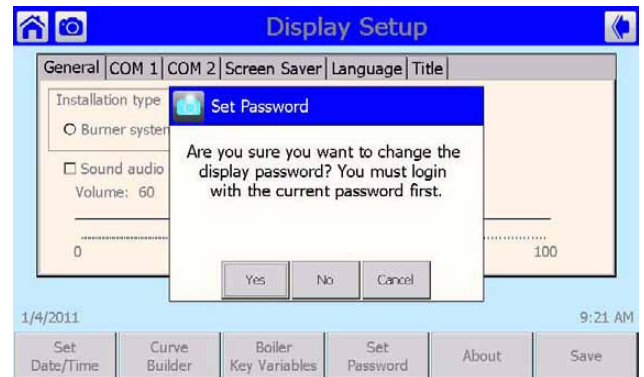 Display Setup
General COM 1 COM 2 Screen Saver Language Title
Installation type
Burner system
Sound audio
Volume: 60
0
100
Set Password
Are you sure you want to change the
display password? You must login
with the current password first.
Yes No Cancel
1/4/2011
9:21 AM
Set
Date/Time
Curve
Builder
Boiler
Key Variables
Set
Password
About
Save